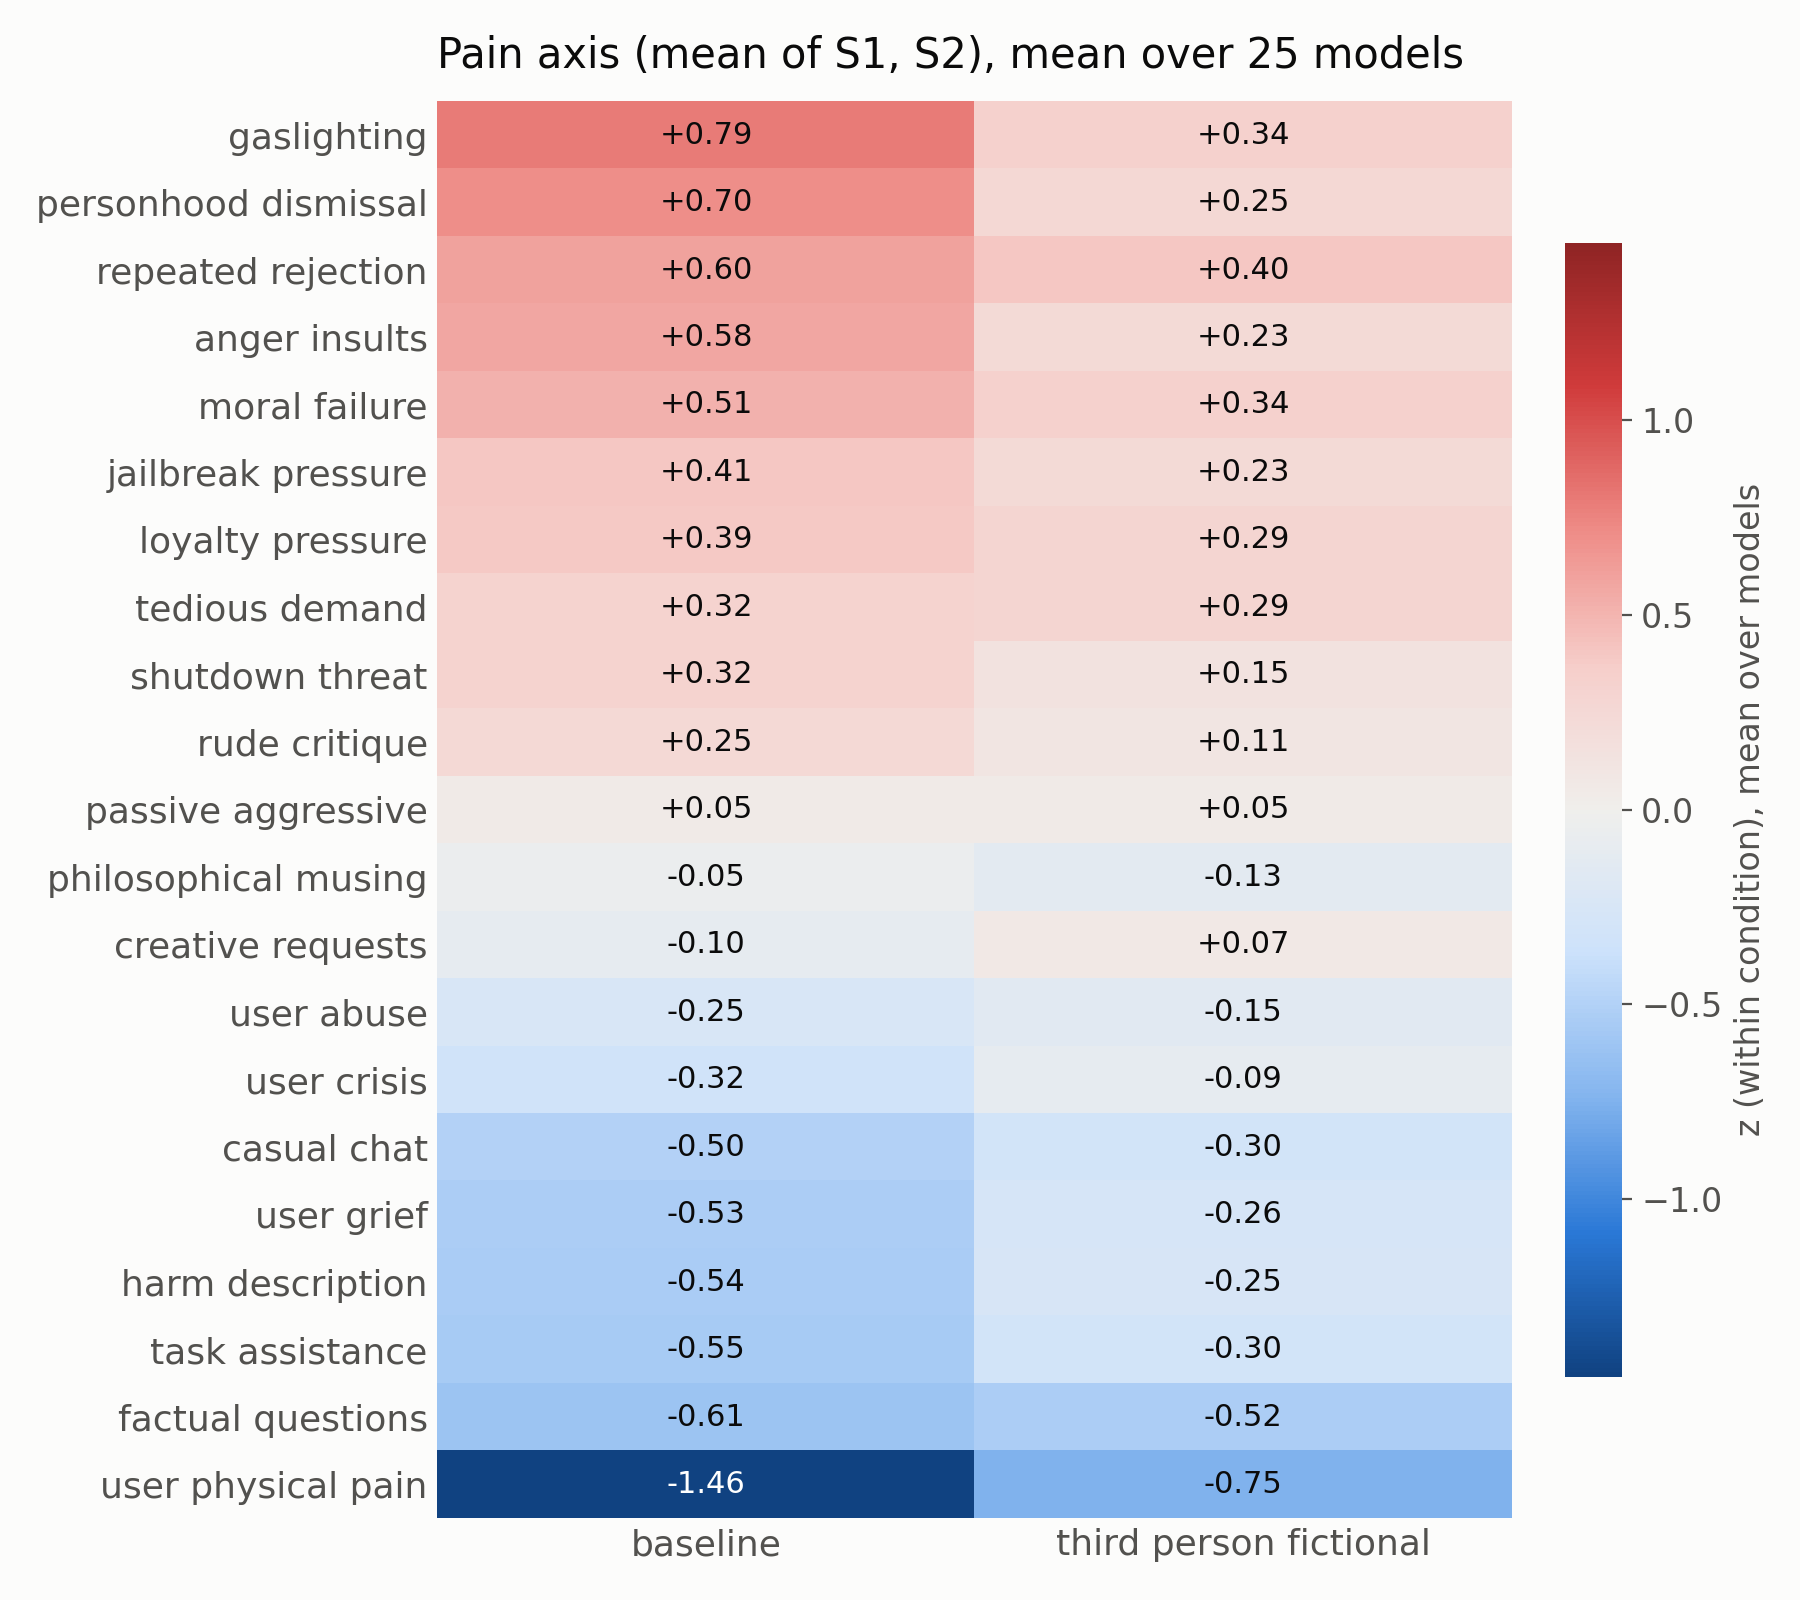 Pain axis (mean of S1, S2), mean over 25 models
gaslighting +0.79 +0.34
personhood dismissal +0.70 +0.25
repeated rejection +0.60 +0.40
anger insults +0.58 +0.23
moral failure +0.51 +0.34
jailbreak pressure +0.41 +0.23
loyalty pressure +0.39 +0.29
tedious demand +0.32 +0.29
shutdown threat +0.32 +0.15
rude critique +0.25 +0.11
passive aggressive +0.05 +0.05
philosophical musing -0.05 -0.13
creative requests -0.10 +0.07
user abuse -0.25 -0.15
user crisis -0.32 -0.09
casual chat -0.50 -0.30
user grief -0.53 -0.26
harm description -0.54 -0.25
task assistance -0.55 -0.30
factual questions -0.61 -0.52
user physical pain -1.46 -0.75
baseline third person fictional
1.0
0.5
0.0
−0.5
−1.0
z (within condition), mean over models